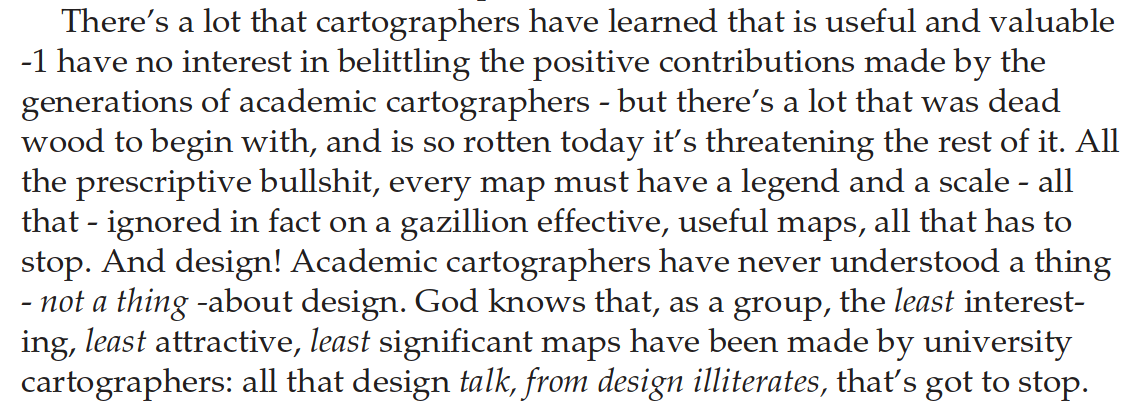 There’s a lot that cartographers have learned that is useful and valuable
-1 have no interest in belittling the positive contributions made by the
generations of academic cartographers - but there’s a lot that was dead
wood to begin with, and is so rotten today it’s threatening the rest of it. All
the prescriptive bullshit, every map must have a legend and a scale - all
that - ignored in fact on a gazillion effective, useful maps, all that has to
stop. And design! Academic cartographers have never understood a thing
- not a thing -about design. God knows that, as a group, the least interest-
ing, least attractive, least significant maps have been made by university
cartographers: all that design talk, from design illiterates, that’s got to stop.